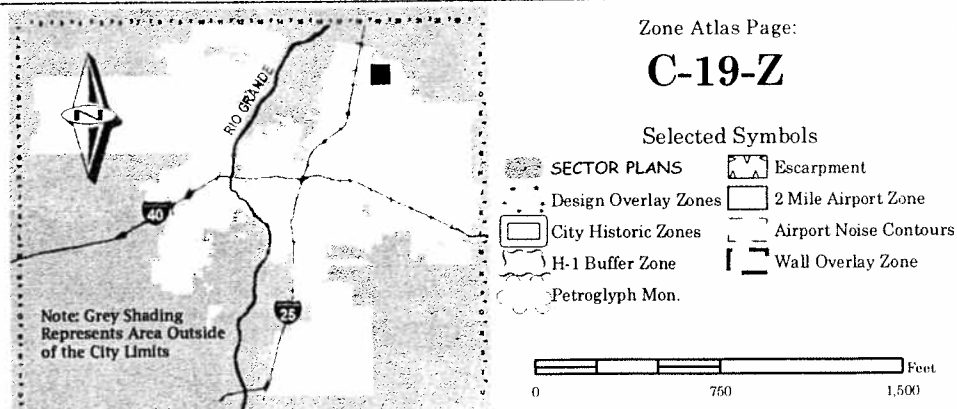 Zone Atlas Page:
C-19-Z
Selected Symbols
SECTOR PLANS
Escarpment
Design Overlay Zones
2 Mile Airport Zone
City Historic Zones
Airport Noise Contours
H-1 Buffer Zone
Wall Overlay Zone
Petroglyph Mon.
Feet
0 750 1,500
N
RIO GRANDE
40
25
Note: Grey Shading
Represents Area Outside
of the City Limits